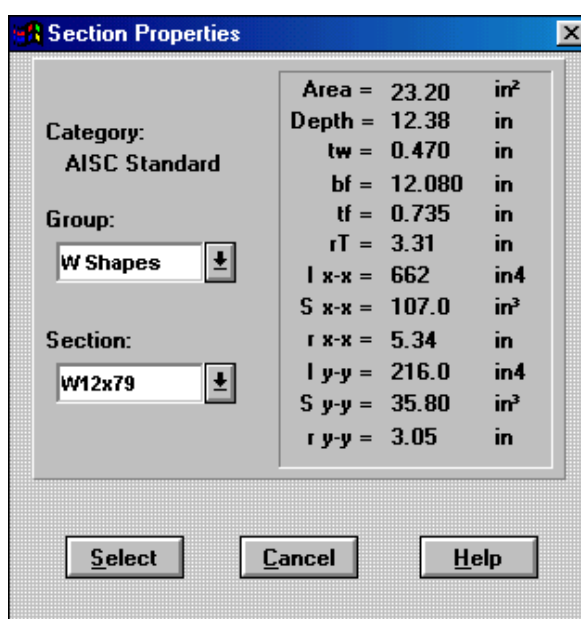 Section Properties
Category:
AISC Standard
Group:
W Shapes
Section:
W12x79
Area = 23.20 in²
Depth = 12.38 in
tw = 0.470 in
bf = 12.080 in
tf = 0.735 in
rT = 3.31 in
I x-x = 662 in4
S x-x = 107.0 in³
r x-x = 5.34 in
I y-y = 216.0 in4
S y-y = 35.80 in³
r y-y = 3.05 in
Select Cancel Help